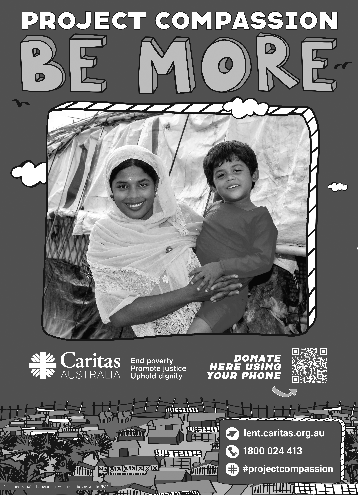 PROJECT COMPASSION
BE MORE
Caritas
AUSTRALIA
End poverty
Promote justice
Uphold dignity
DONATE
HERE USING
YOUR PHONE
lent.caritas.org.au
1800 024 413
#projectcompassion